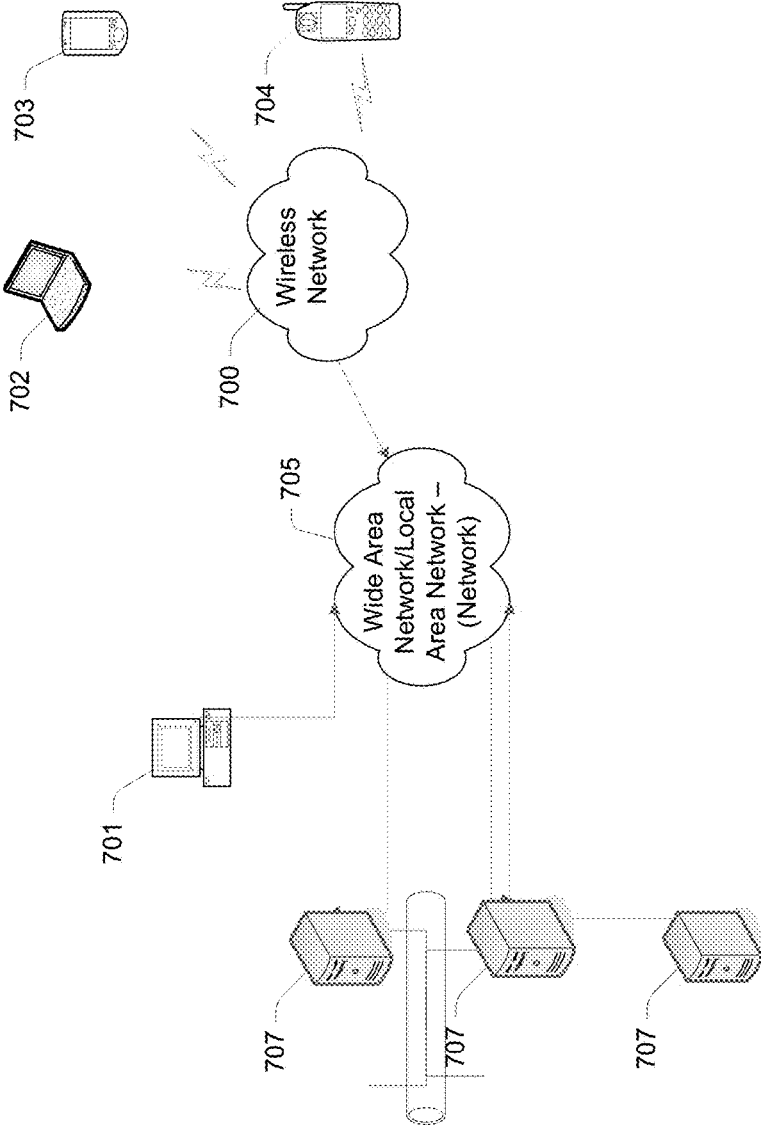 703
704
702
Wireless
Network
700
705
Wide Area
Network/Local
Area Network –
(Network)
701
707
707
707